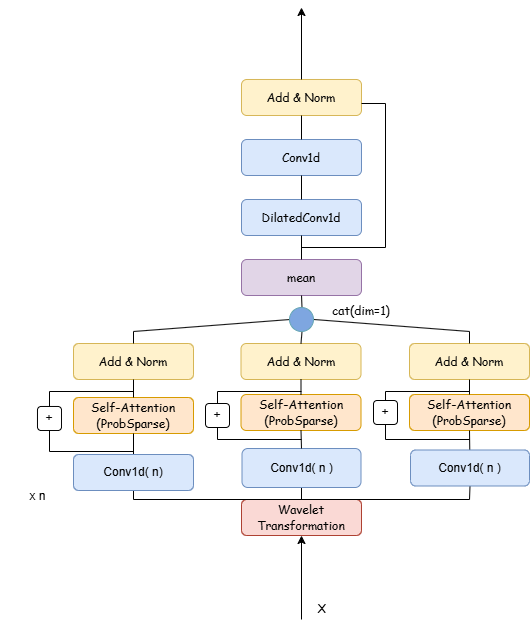 Add & Norm
Conv1d
DilatedConv1d
mean
cat(dim=1)
Add & Norm
Add & Norm
Add & Norm
+
Self-Attention
(ProbSparse)
+
Self-Attention
(ProbSparse)
+
Self-Attention
(ProbSparse)
Conv1d( n)
Conv1d( n )
Conv1d( n )
x n
Wavelet
Transformation
X